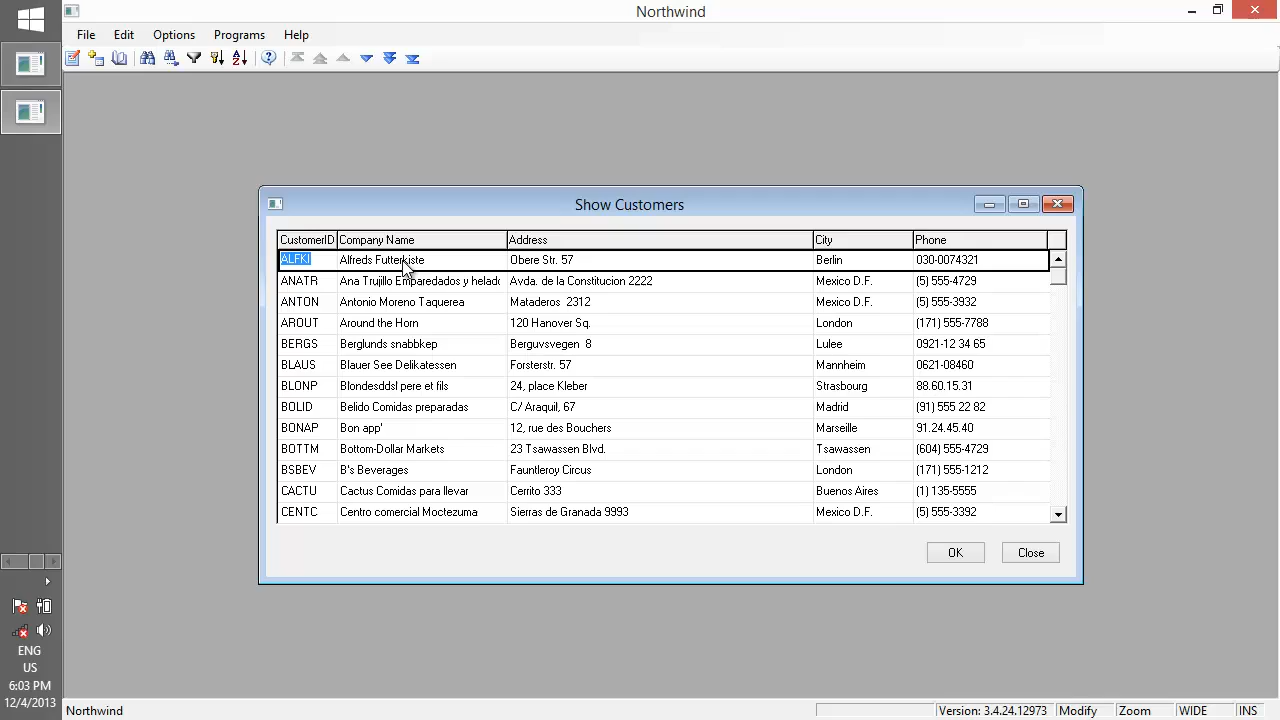 Northwind
File Edit Options Programs Help
Show Customers
CustomerID Company Name Address City Phone
ALFKI Alfreds Futterkiste Obere Str. 57 Berlin 030-0074321
ANATR Ana Trujillo Emparedados y helad Avda. de la Constitucion 2222 Mexico D.F. (5) 555-4729
ANTON Antonio Moreno Taquerea Mataderos 2312 Mexico D.F. (5) 555-3932
AROUT Around the Horn 120 Hanover Sq. London (171) 555-7788
BERGS Berglunds snabbkep Berguvsvegen 8 Lulee 0921-12 34 65
BLAUS Blauer See Delikatessen Forsterstr. 57 Mannheim 0621-08460
BLONP Blondesddsl pere et fils 24, place Kleber Strasbourg 88.60.15.31
BOLID Belido Comidas preparadas C/ Araquil, 67 Madrid (91) 555 22 82
BONAP Bon app' 12, rue des Bouchers Marseille 91.24.45.40
BOTTM Bottom-Dollar Markets 23 Tsawassen Blvd. Tsawassen (604) 555-4729
BSBEV B's Beverages Fauntleroy Circus London (171) 555-1212
CACTU Cactus Comidas para llevar Cerrito 333 Buenos Aires (1) 135-5555
CENTC Centro comercial Moctezuma Sierras de Granada 9993 Mexico D.F. (5) 555-3392
OK Close
ENG
US
6:03 PM
12/4/2013
Northwind Version: 3.4.24.12973 Modify Zoom WIDE INS